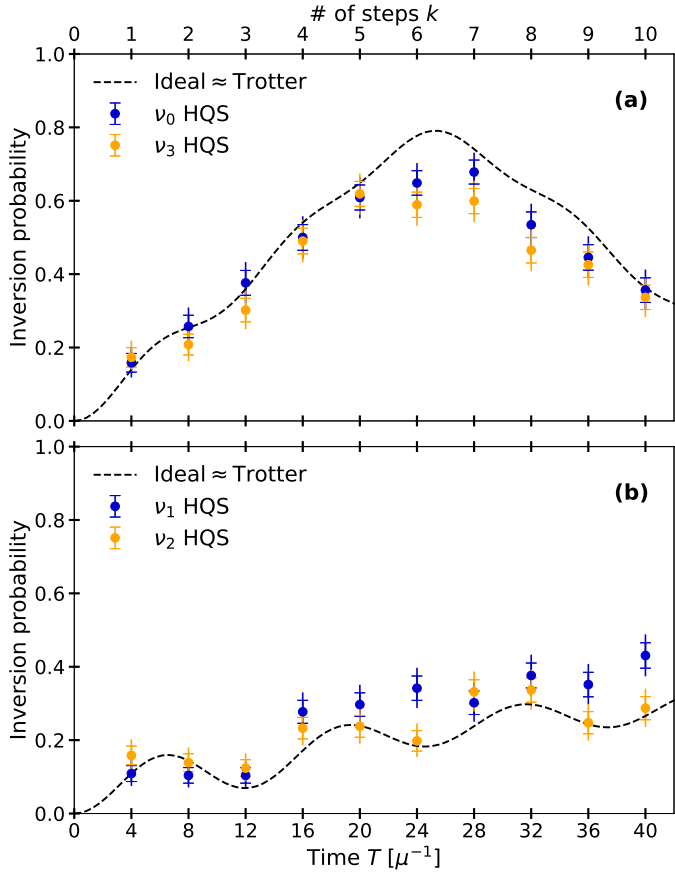 # of steps k
0 1 2 3 4 5 6 7 8 9 10
1.0
0.8
0.6
0.4
0.2
0.0
Inversion probability
Ideal ≈ Trotter
ν0 HQS
ν3 HQS
(a)
1.0
0.8
0.6
0.4
0.2
0.0
Inversion probability
Ideal ≈ Trotter
ν1 HQS
ν2 HQS
(b)
0 4 8 12 16 20 24 28 32 36 40
Time T [μ⁻¹]